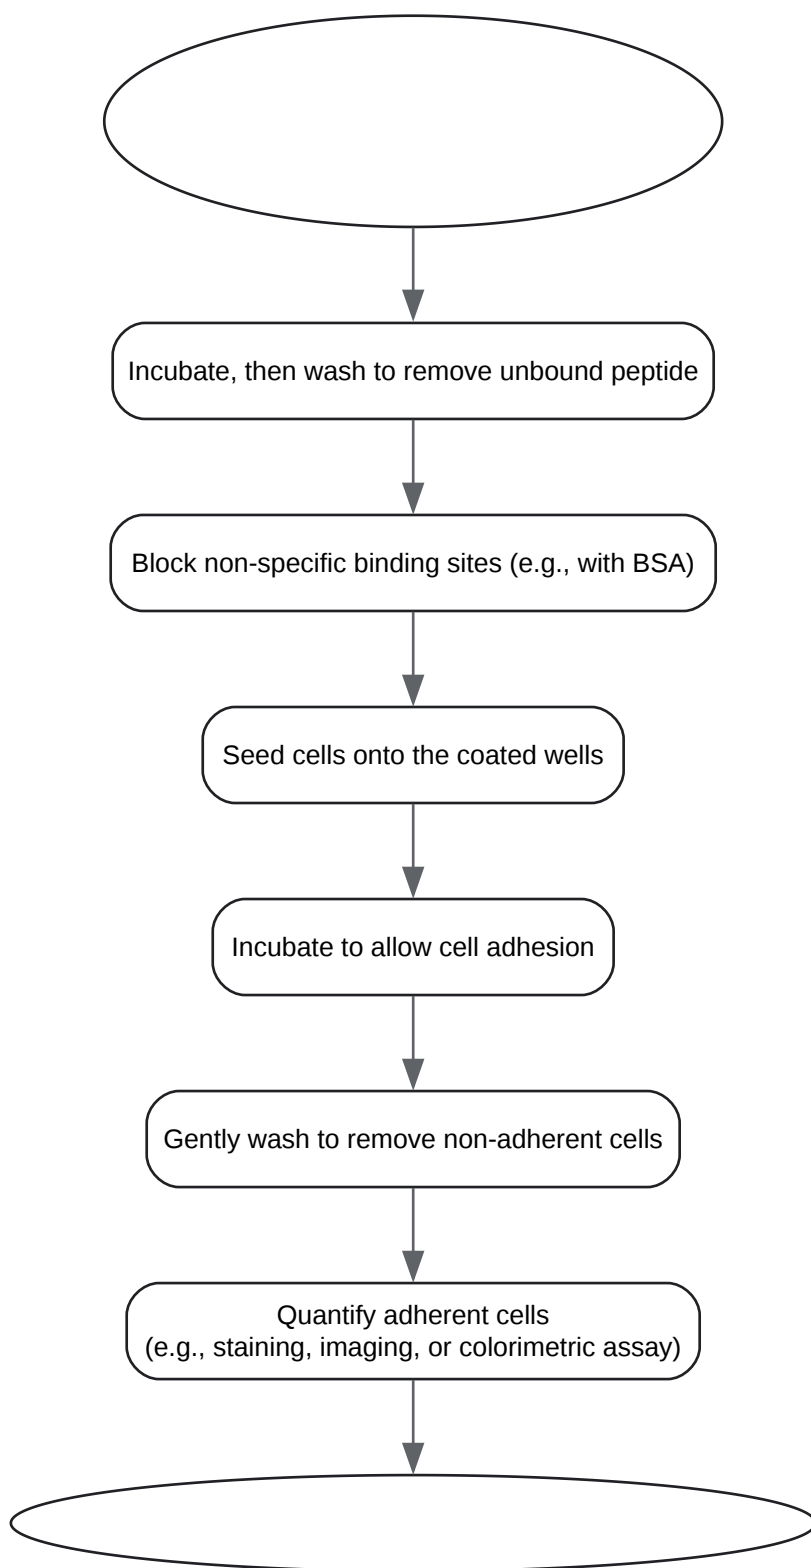 Incubate, then wash to remove unbound peptide
Block non-specific binding sites (e.g., with BSA)
Seed cells onto the coated wells
Incubate to allow cell adhesion
Gently wash to remove non-adherent cells
Quantify adherent cells
(e.g., staining, imaging, or colorimetric assay)